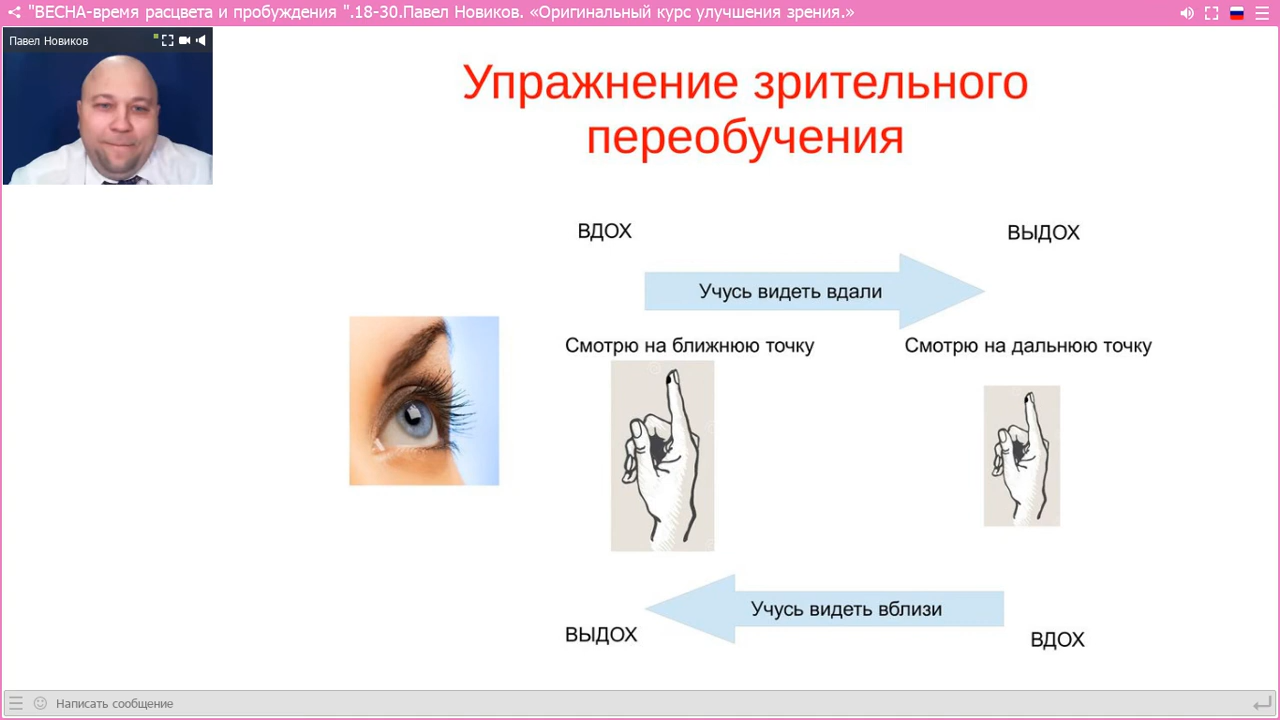 "ВЕСНА-время расцвета и пробуждения ".18-30.Павел Новиков. «Оригинальный курс улучшения зрения.»
Павел Новиков
Упражнение зрительного
переобучения
ВДОХ
ВЫДОХ
Учусь видеть вдали
Смотрю на ближнюю точку
Смотрю на дальнюю точку
Учусь видеть вблизи
ВЫДОХ
ВДОХ
Написать сообщение